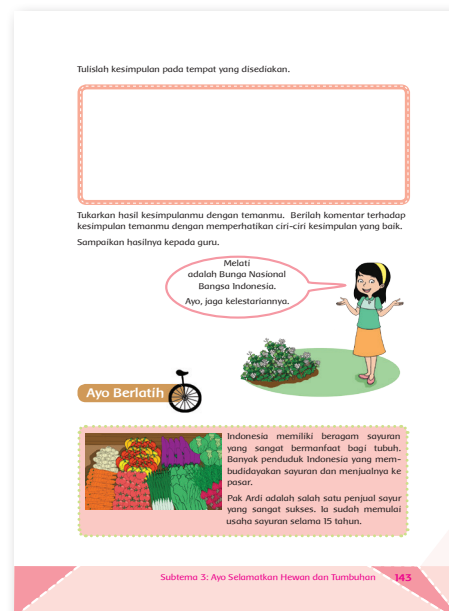 Tulislah kesimpulan pada tempat yang disediakan.
Tukarkan hasil kesimpulanmu dengan temanmu. Berilah komentar terhadap
kesimpulan temanmu dengan memperhatikan ciri-ciri kesimpulan yang baik.
Sampaikan hasilnya kepada guru.
Melati
adalah Bunga Nasional
Bangsa Indonesia.
Ayo, jaga kelestariannya.
Ayo Berlatih
Indonesia memiliki beragam sayuran
yang sangat bermanfaat bagi tubuh.
Banyak penduduk Indonesia yang mem-
budidayakan sayuran dan menjualnya ke
pasar.
Pak Ardi adalah salah satu penjual sayur
yang sangat sukses. Ia sudah memulai
usaha sayuran selama 15 tahun.
Subtema 3: Ayo Selamatkan Hewan dan Tumbuhan 143